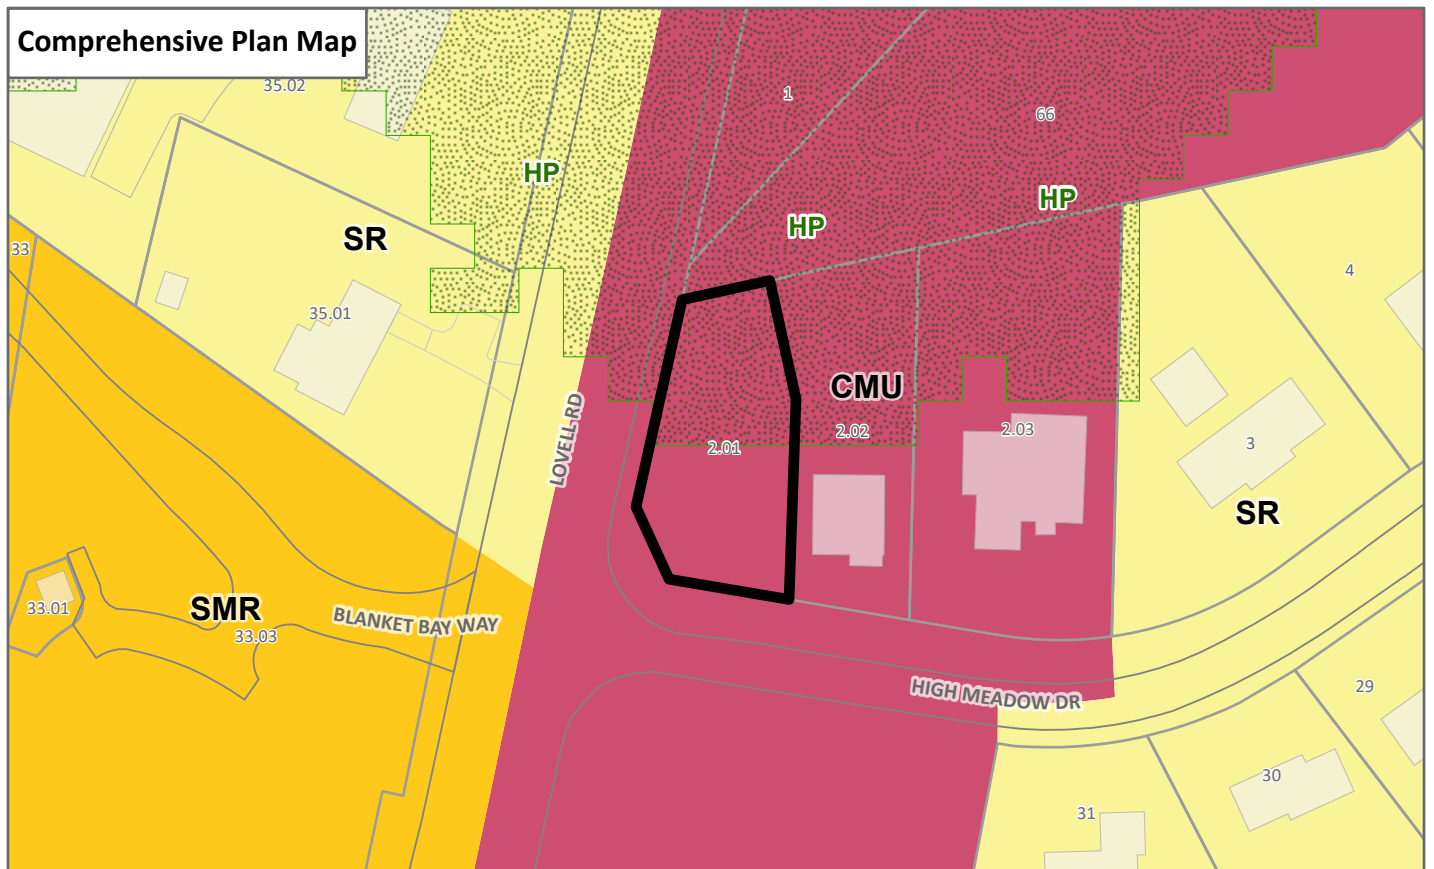 Comprehensive Plan Map
35.02
1
66
HP
HP
HP
SR
33
4
35.01
CMU
LOVELL RD
2.01
2.02
2.03
3
SR
33.01
SMR
33.03
BLANKET BAY WAY
HIGH MEADOW DR
29
30
31